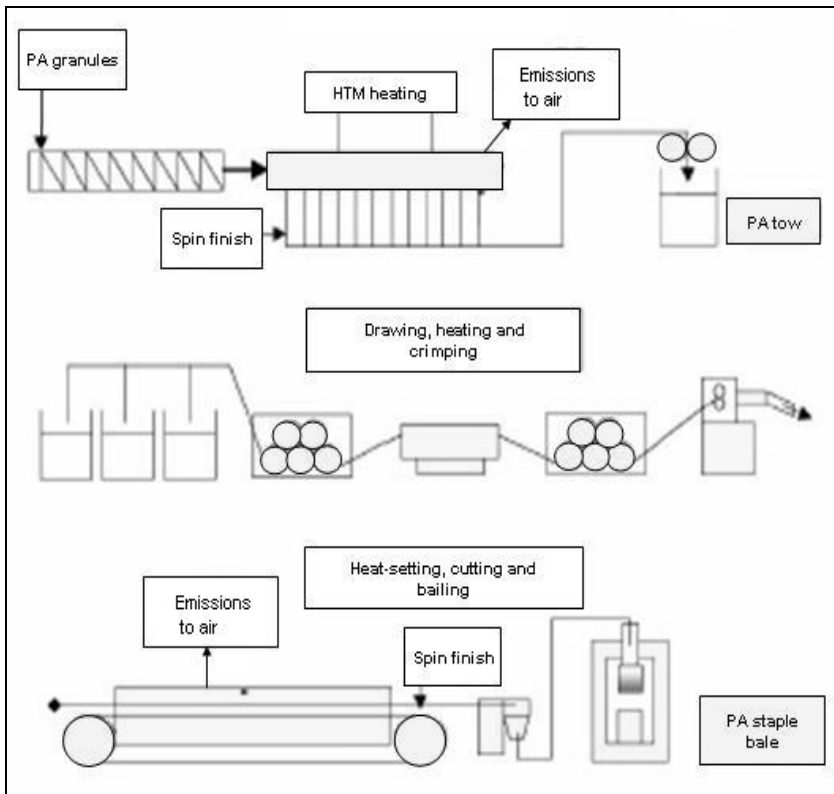 PA granules
HTM heating
Emissions
to air
Spin finish
PA tow
Drawing, heating and
crimping
Heat-setting, cutting and
bailing
Emissions
to air
Spin finish
PA staple
bale